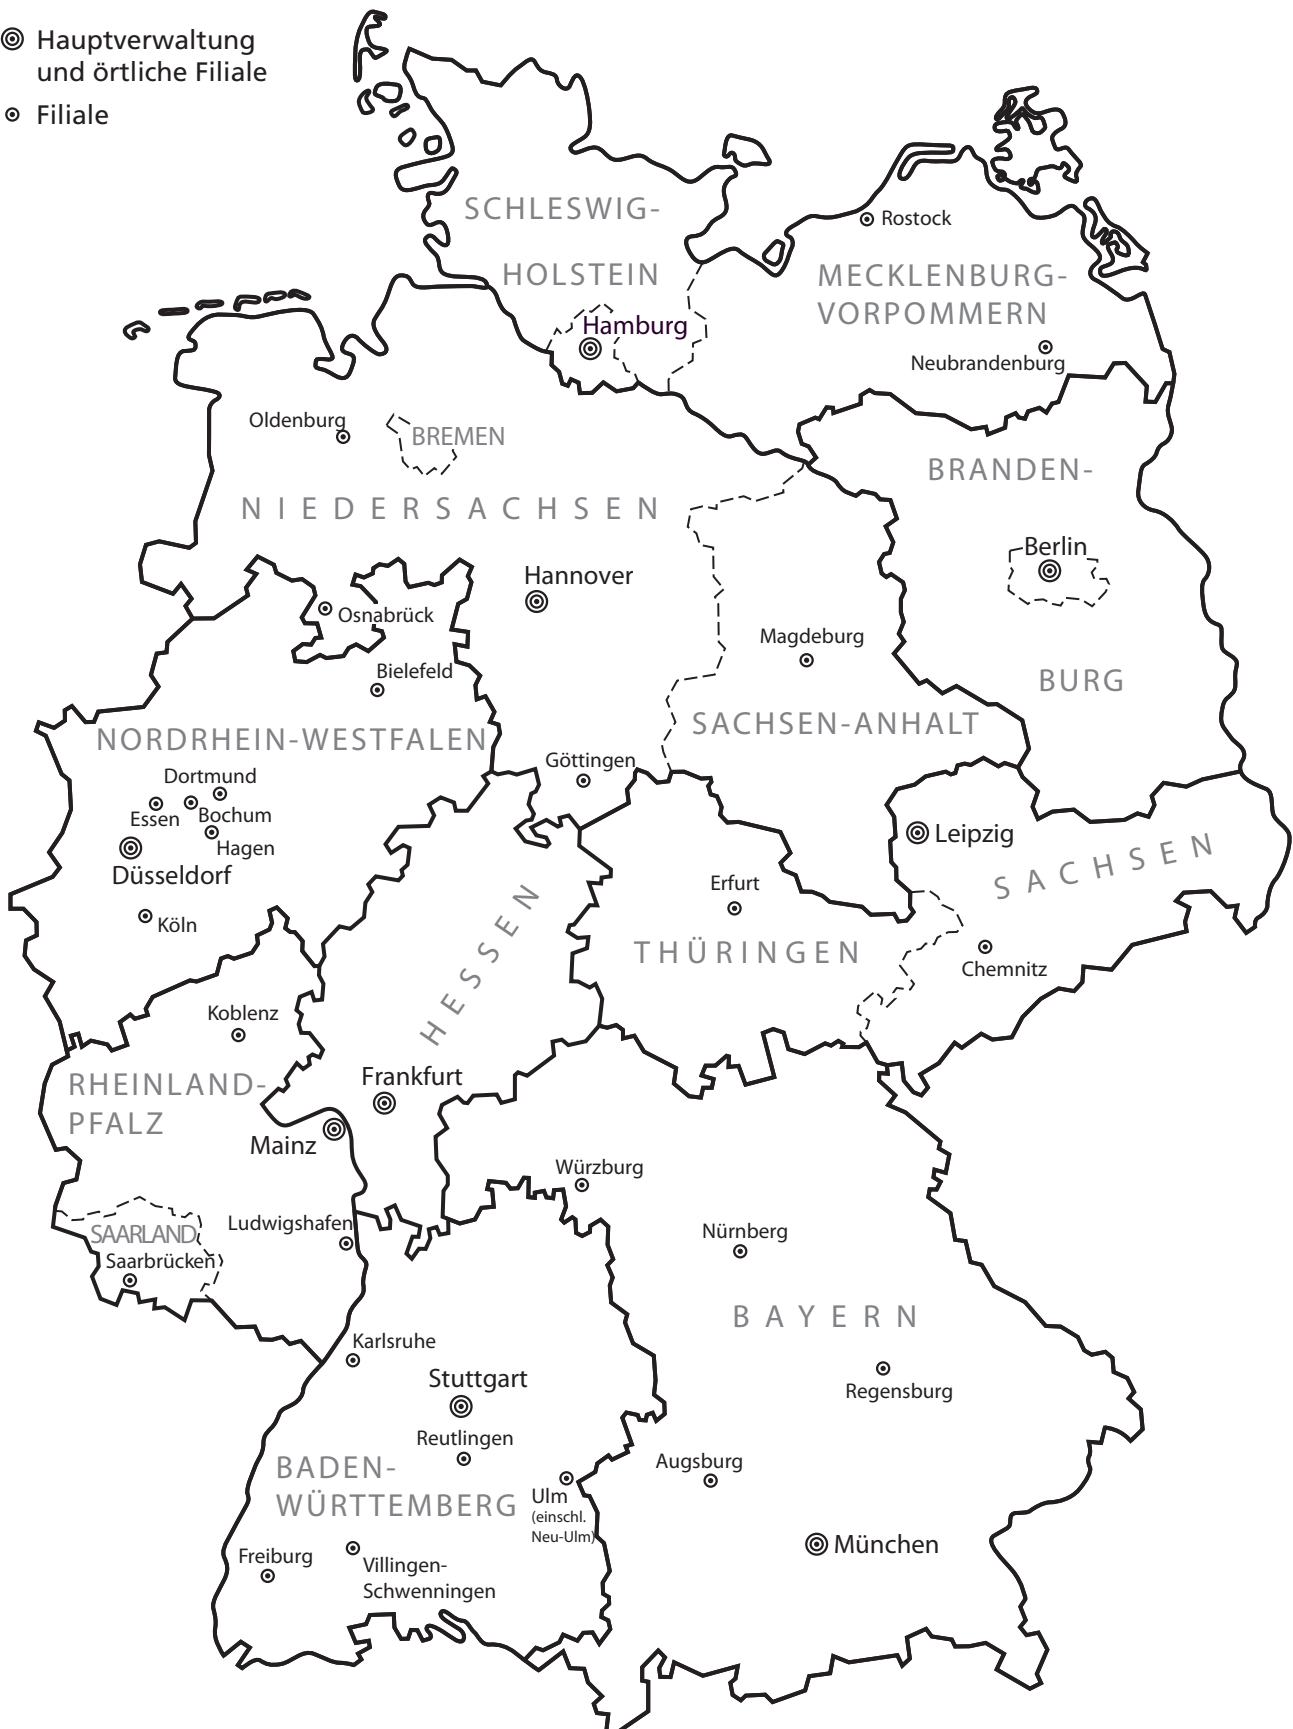 Hauptverwaltung
und örtliche Filiale
Filiale
SCHLESWIG-
HOLSTEIN
Hamburg
Rostock
MECKLENBURG-
VORPOMMERN
Neubrandenburg
Oldenburg
BREMEN
NIEDERSACHSEN
Hannover
Osnabrück
BRANDEN-
Berlin
BURG
Magdeburg
SACHSEN-ANHALT
Bielefeld
NORDRHEIN-WESTFALEN
Göttingen
Dortmund
Essen
Bochum
Hagen
Düsseldorf
Köln
Leipzig
SACHSEN
Erfurt
THÜRINGEN
Chemnitz
HESSEN
Koblenz
RHEINLAND-
PFALZ
Frankfurt
Mainz
Würzburg
Ludwigshafen
SAARLAND
Saarbrücken
Nürnberg
BAYERN
Karlsruhe
Stuttgart
Regensburg
Reutlingen
BADEN-
WÜRTTEMBERG
Augsburg
Ulm
(einschl.
Neu-Ulm)
München
Freiburg
Villingen-
Schwenningen